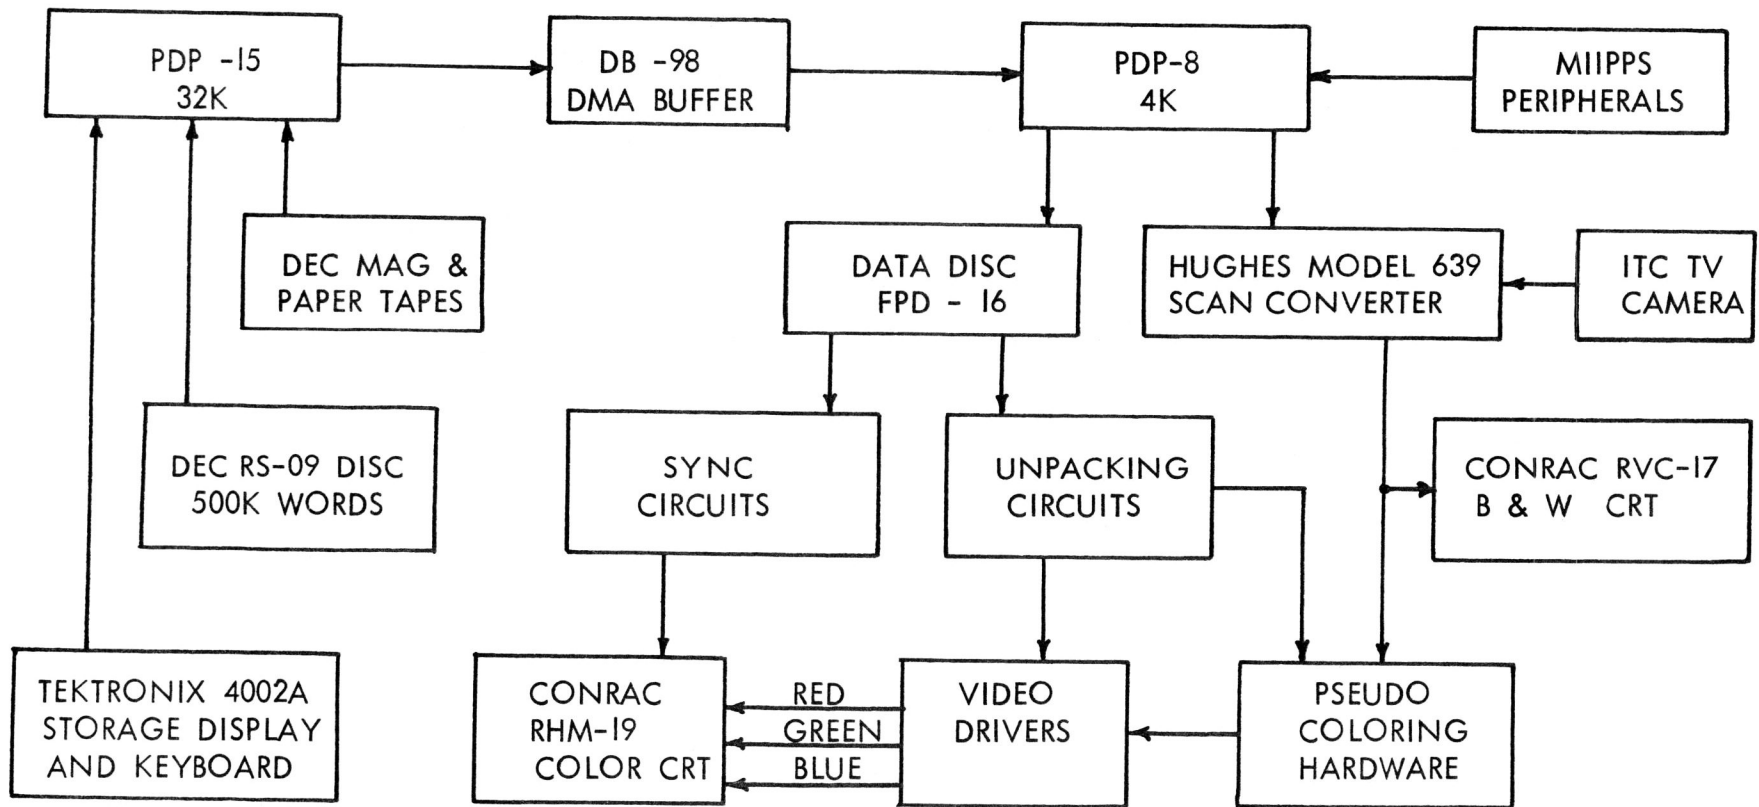 PDP -15
32K
DB -98
DMA BUFFER
PDP-8
4K
MIIPPS
PERIPHERALS
DEC MAG &
PAPER TAPES
DATA DISC
FPD - 16
HUGHES MODEL 639
SCAN CONVERTER
ITC TV
CAMERA
DEC RS-09 DISC
500K WORDS
SYNC
CIRCUITS
UNPACKING
CIRCUITS
CONRAC RVC-17
B & W CRT
TEKTRONIX 4002A
STORAGE DISPLAY
AND KEYBOARD
CONRAC
RHM-19
COLOR CRT
RED
GREEN
BLUE
VIDEO
DRIVERS
PSEUDO
COLORING
HARDWARE